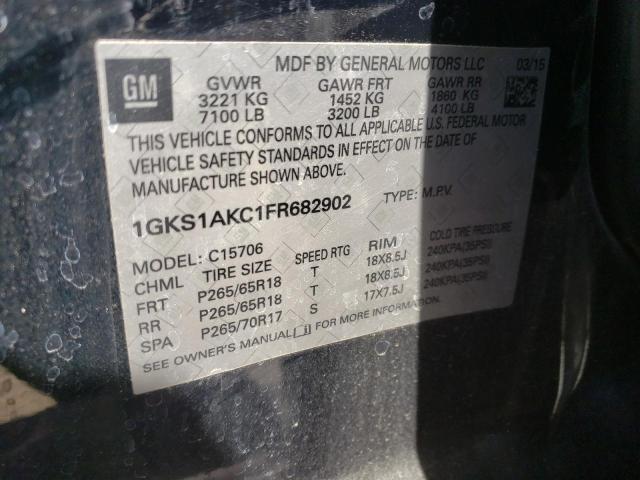 MDF BY GENERAL MOTORS LLC 03/15
GM
GVWR GAWR FRT GAWR RR
3221 KG 1452 KG 1860 KG
7100 LB 3200 LB 4100 LB
THIS VEHICLE CONFORMS TO ALL APPLICABLE U.S. FEDERAL MOTOR
VEHICLE SAFETY STANDARDS IN EFFECT ON THE DATE OF
MANUFACTURE SHOWN ABOVE.
1GKS1AKC1FR682902 TYPE: M.P.V.
MODEL: C15706
CHML TIRE SIZE SPEED RTG RIM COLD TIRE PRESSURE
FRT P265/65R18 T 18X8.5J 240KPA(35PSI)
RR P265/65R18 T 18X8.5J 240KPA(35PSI)
SPA P265/70R17 S 17X7.5J 240KPA(35PSI)
SEE OWNER'S MANUAL FOR MORE INFORMATION.